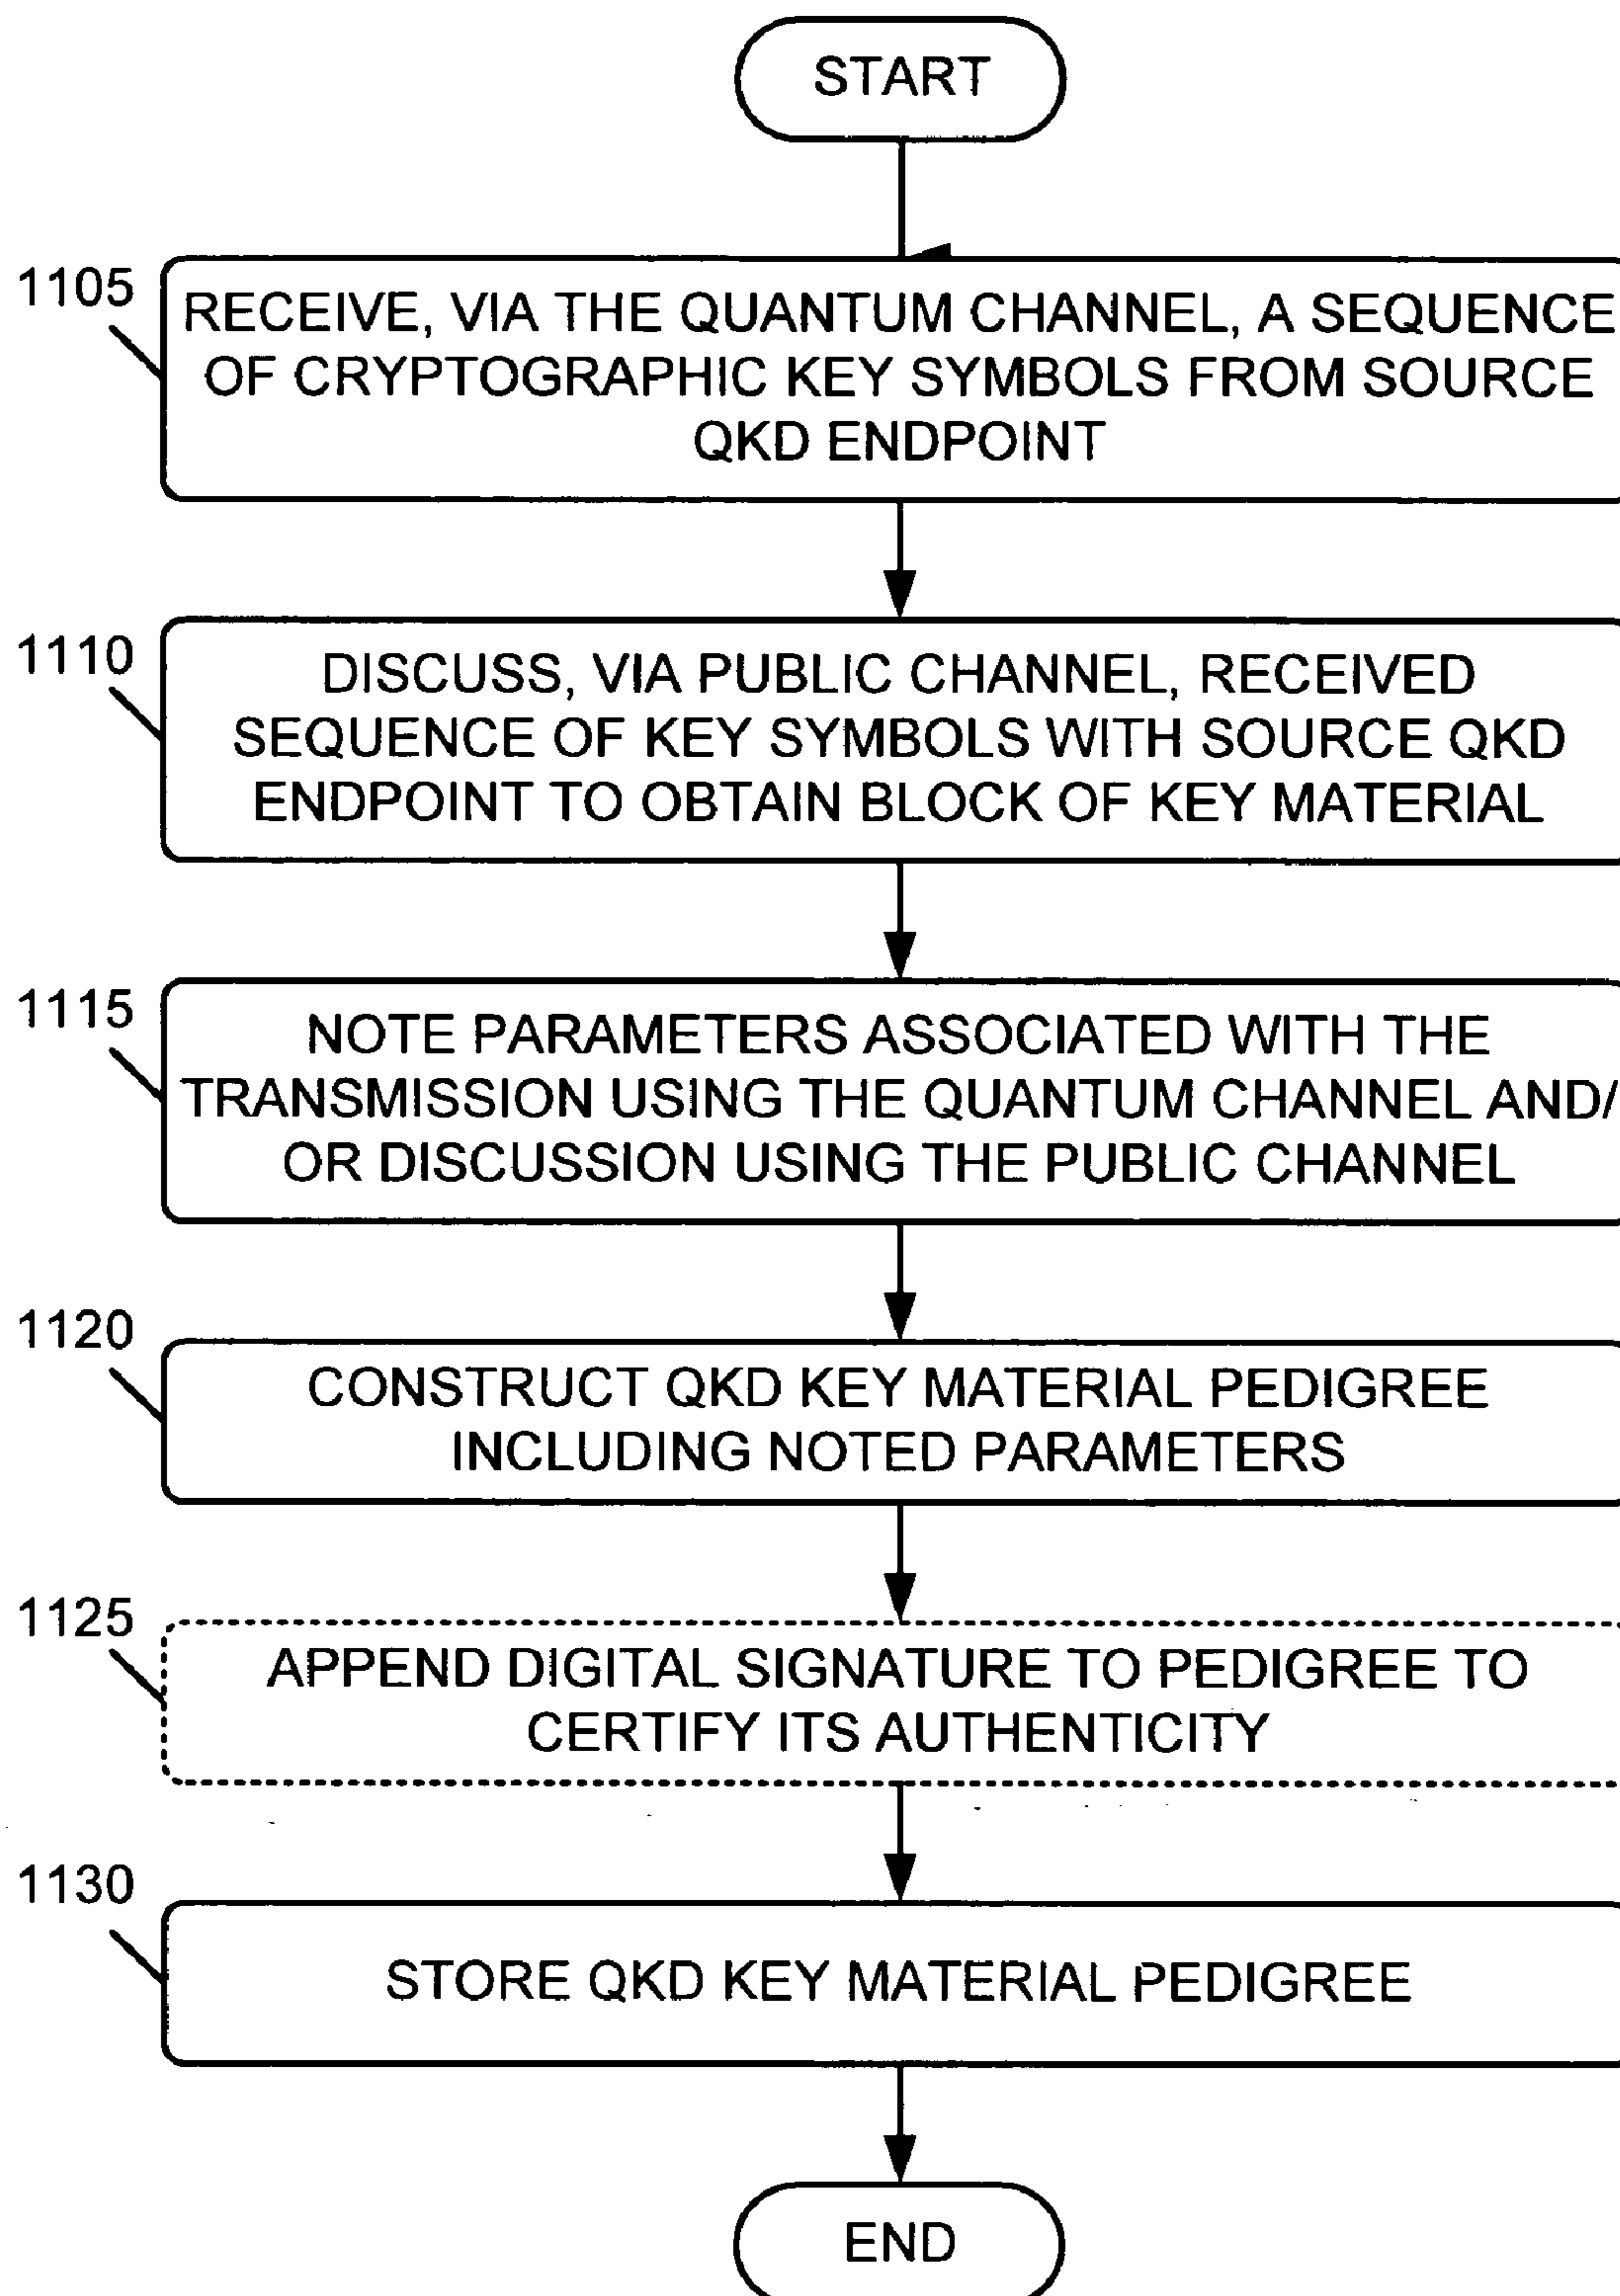 START
1105
RECEIVE, VIA THE QUANTUM CHANNEL, A SEQUENCE
OF CRYPTOGRAPHIC KEY SYMBOLS FROM SOURCE
QKD ENDPOINT
1110
DISCUSS, VIA PUBLIC CHANNEL, RECEIVED
SEQUENCE OF KEY SYMBOLS WITH SOURCE QKD
ENDPOINT TO OBTAIN BLOCK OF KEY MATERIAL
1115
NOTE PARAMETERS ASSOCIATED WITH THE
TRANSMISSION USING THE QUANTUM CHANNEL AND/
OR DISCUSSION USING THE PUBLIC CHANNEL
1120
CONSTRUCT QKD KEY MATERIAL PEDIGREE
INCLUDING NOTED PARAMETERS
1125
APPEND DIGITAL SIGNATURE TO PEDIGREE TO
CERTIFY ITS AUTHENTICITY
1130
STORE QKD KEY MATERIAL PEDIGREE
END